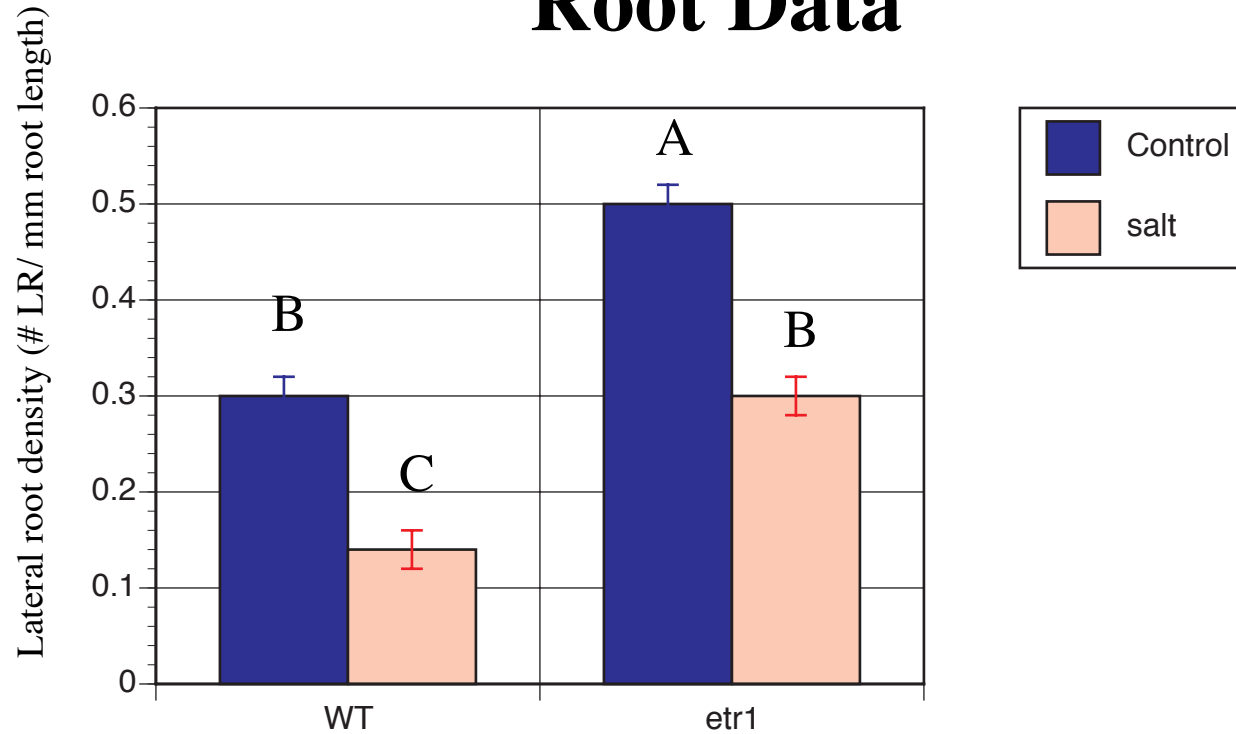 Root Data
Lateral root density (# LR/ mm root length)
0.6
0.5
0.4
0.3
0.2
0.1
0
A
B
B
C
WT
etr1
Control
salt